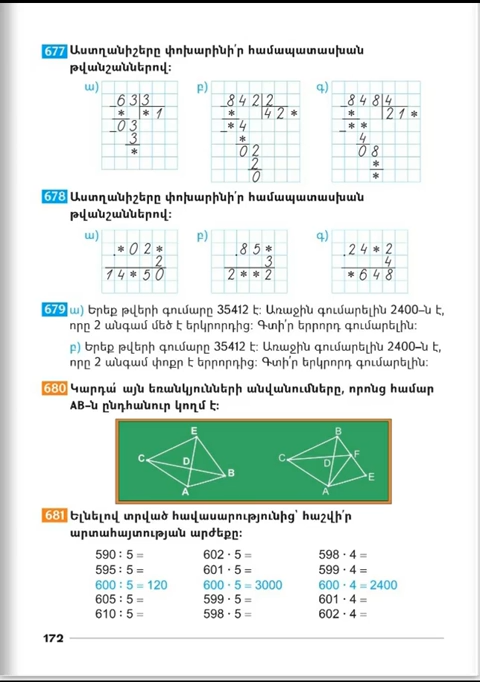 677 Աստղանիշերը փոխարինի՛ր համապատասխան
թվանշաններով:
ա) բ) գ)
633 8422 8484
* *1 * 42* * 21*
03 *4 **
3 * 4
* 02 08
2 *
0 *
678 Աստղանիշերը փոխարինի՛ր համապատասխան
թվանշաններով:
ա) բ) գ)
*02* 85* 24*2
2 3 4
14*50 2**2 *648
679 ա) Երեք թվերի գումարը 35412 է: Առաջին գումարելին 2400–ն է,
որը 2 անգամ մեծ է երկրորդից: Գտի՛ր երրորդ գումարելին:
բ) Երեք թվերի գումարը 35412 է: Առաջին գումարելին 2400–ն է,
որը 2 անգամ փոքր է երրորդից: Գտի՛ր երկրորդ գումարելին:
680 Կարդա՛ այն եռանկյունների անվանումները, որոնց համար
AB–ն ընդհանուր կողմ է:
E B
C D B C D F
A A E
681 Ելնելով տրված հավասարությունից՝ հաշվի՛ր
արտահայտության արժեքը:
590 : 5 = 602 · 5 = 598 · 4 =
595 : 5 = 601 · 5 = 599 · 4 =
600 : 5 = 120 600 · 5 = 3000 600 · 4 = 2400
605 : 5 = 599 · 5 = 601 · 4 =
610 : 5 = 598 · 5 = 602 · 4 =
172